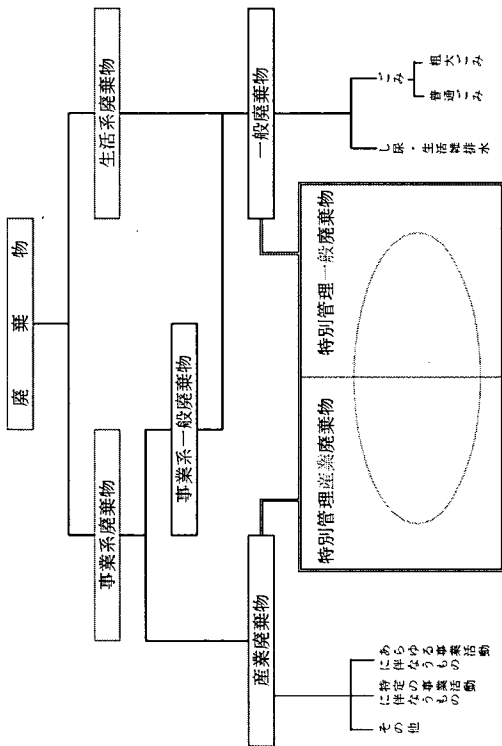 廃棄物
事業系廃棄物
生活系廃棄物
事業系一般廃棄物
産業廃棄物
一般廃棄物
特別管理産業廃棄物
特別管理一般廃棄物
あらゆる事業活動
に伴なうもの
特定の事業活動
に伴なうもの
その他
し尿・生活雑排水
ごみ
普通ごみ
粗大ごみ